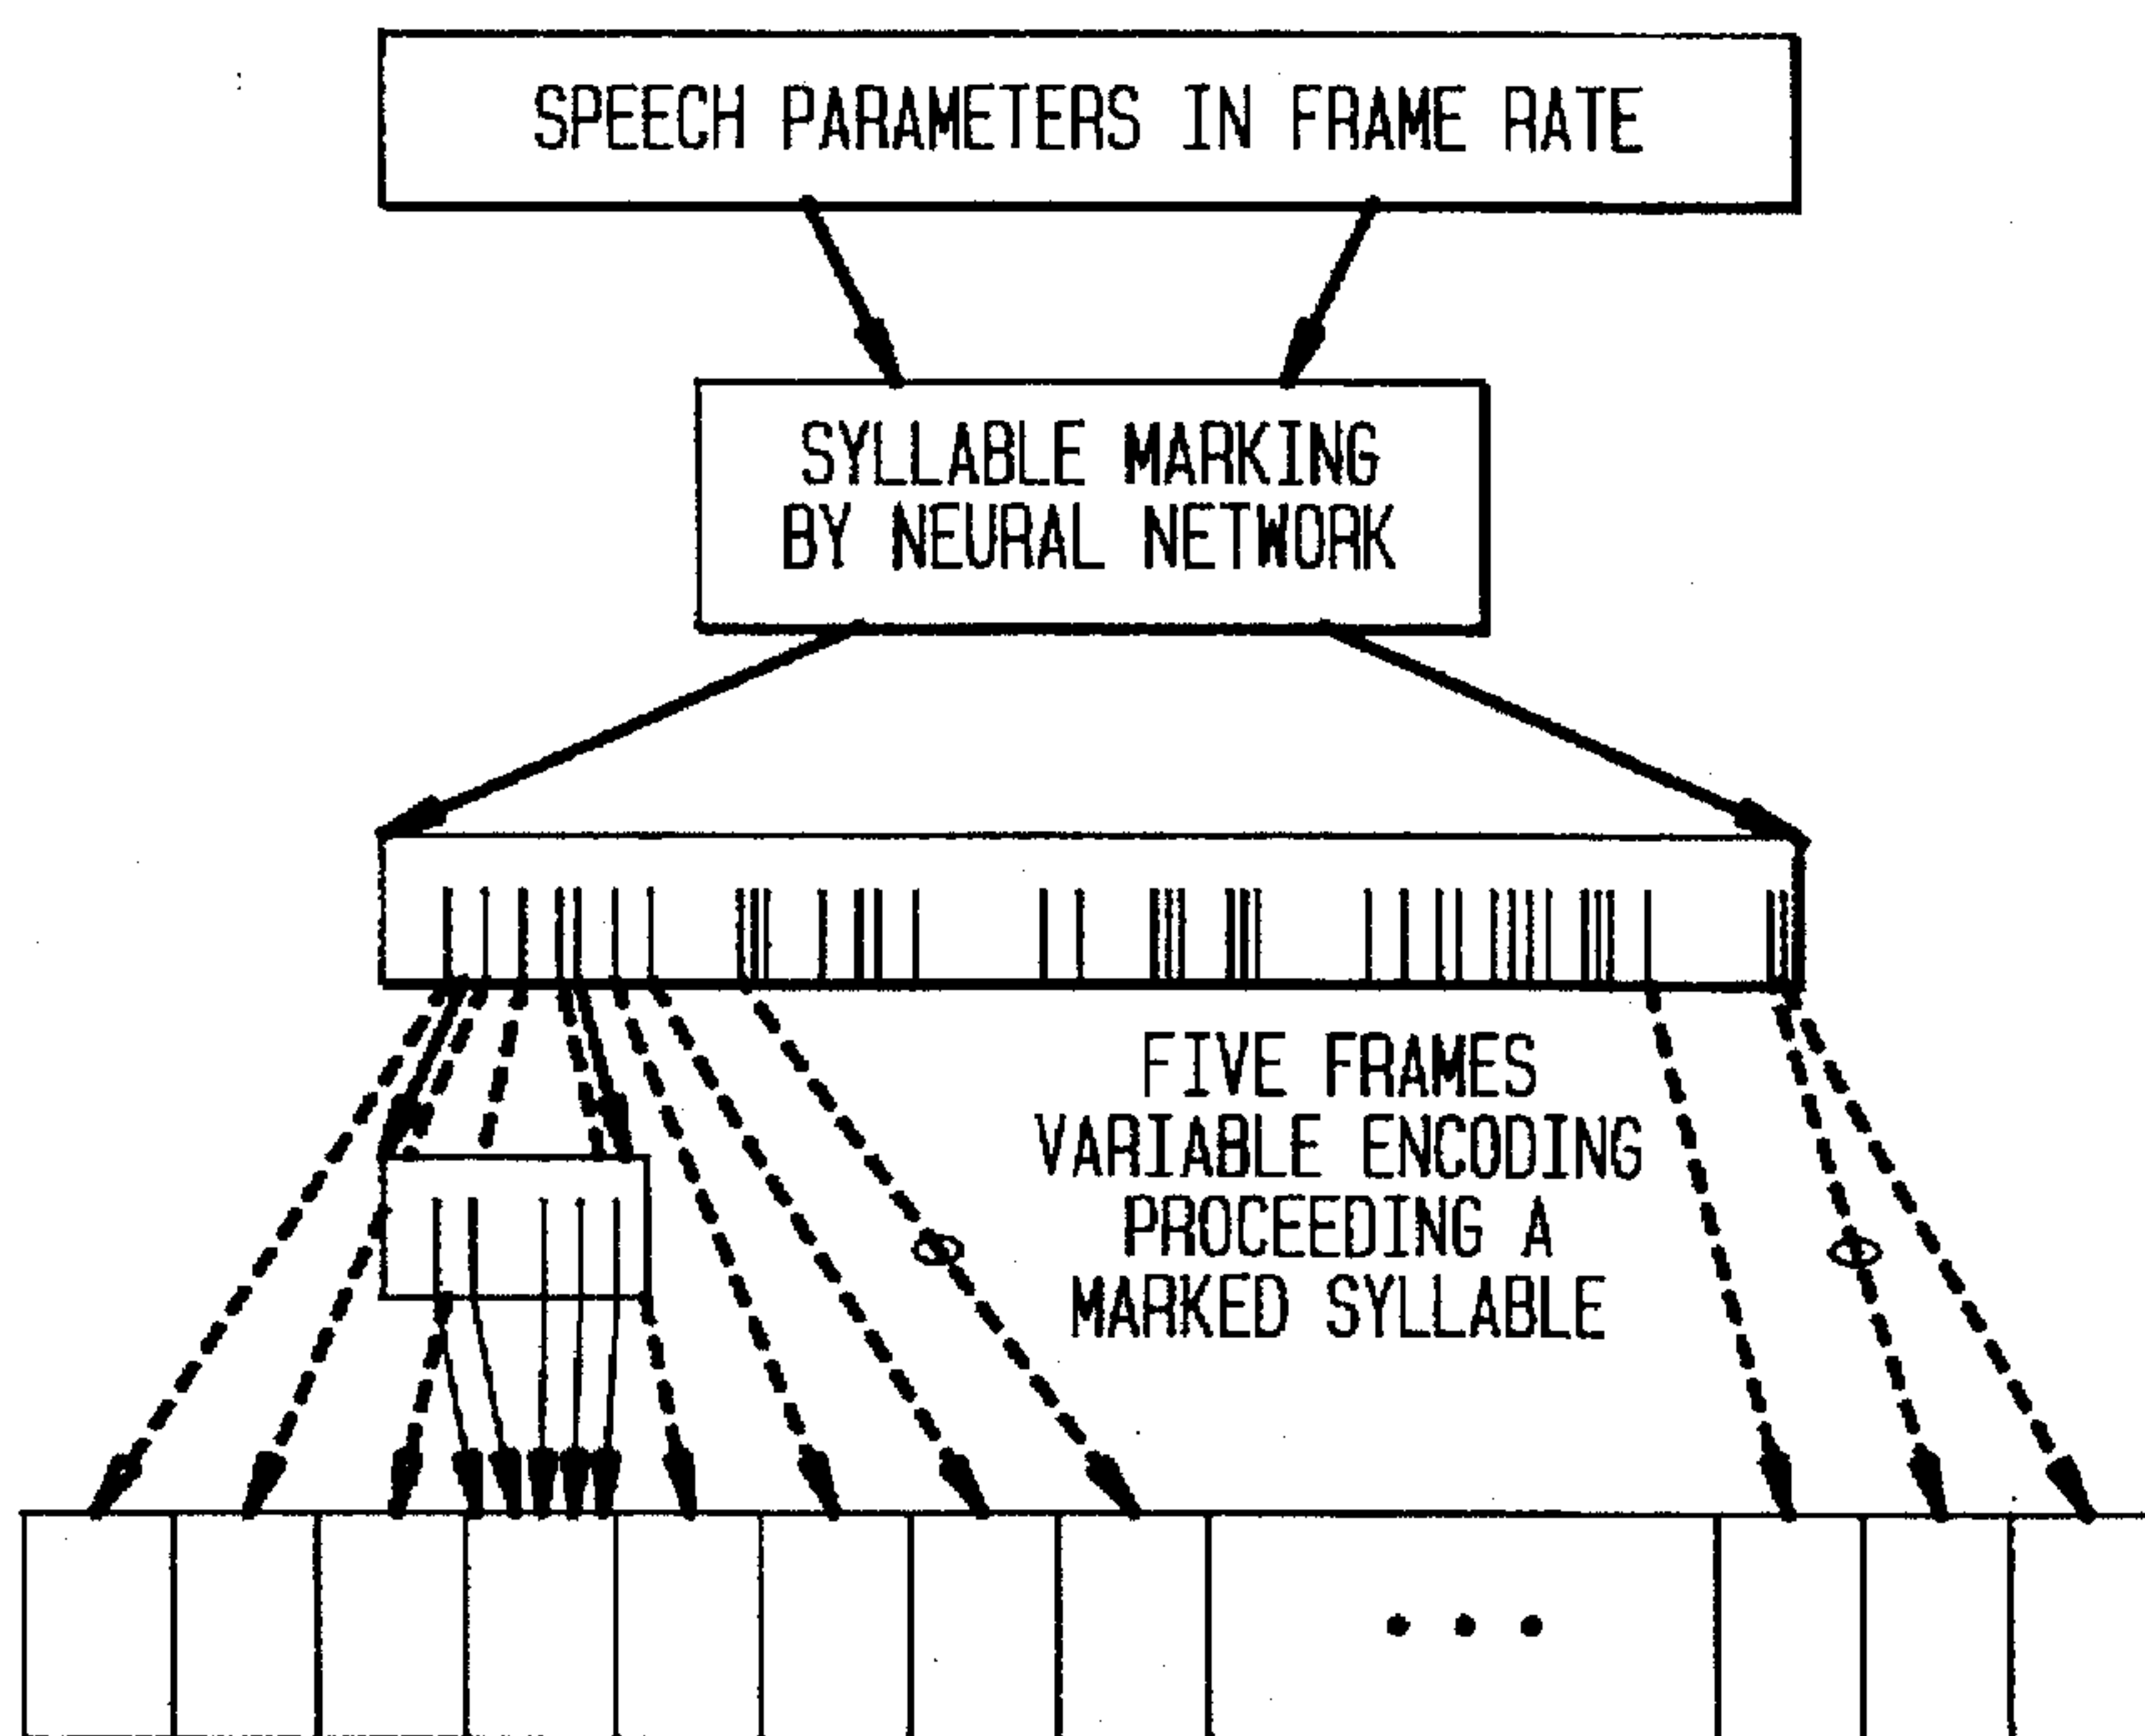 SPEECH PARAMETERS IN FRAME RATE
SYLLABLE MARKING
BY NEURAL NETWORK
FIVE FRAMES
VARIABLE ENCODING
PROCEEDING A
MARKED SYLLABLE